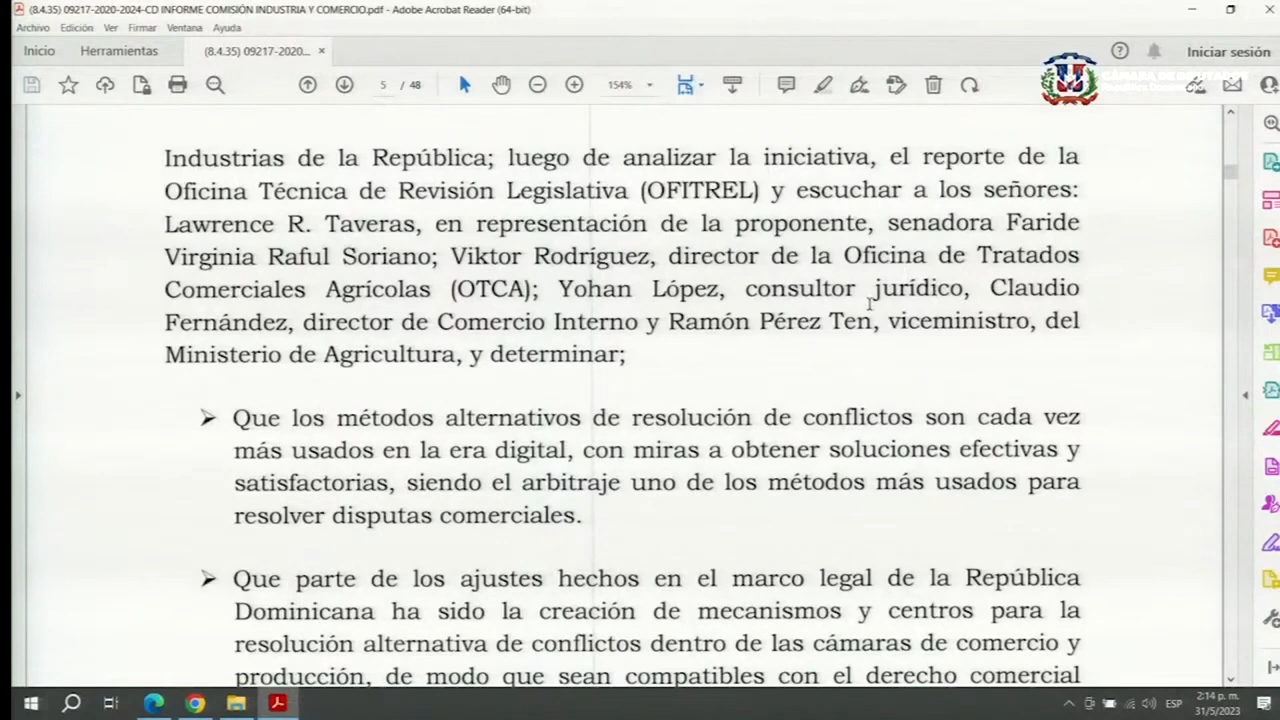 (8.4.35) 09217-2020-2024-CD INFORME COMISIÓN INDUSTRIA Y COMERCIO.pdf - Adobe Acrobat Reader (64-bit)
Archivo Edición Ver Firmar Ventana Ayuda
Inicio Herramientas (8.4.35) 09217-2020... × Iniciar sesión
5 / 48 154%
CÁMARA DE DIPUTADOS
República Dominicana
Industrias de la República; luego de analizar la iniciativa, el reporte de la
Oficina Técnica de Revisión Legislativa (OFITREL) y escuchar a los señores:
Lawrence R. Taveras, en representación de la proponente, senadora Faride
Virginia Raful Soriano; Viktor Rodríguez, director de la Oficina de Tratados
Comerciales Agrícolas (OTCA); Yohan López, consultor jurídico, Claudio
Fernández, director de Comercio Interno y Ramón Pérez Ten, viceministro, del
Ministerio de Agricultura, y determinar;
➢ Que los métodos alternativos de resolución de conflictos son cada vez
más usados en la era digital, con miras a obtener soluciones efectivas y
satisfactorias, siendo el arbitraje uno de los métodos más usados para
resolver disputas comerciales.
➢ Que parte de los ajustes hechos en el marco legal de la República
Dominicana ha sido la creación de mecanismos y centros para la
resolución alternativa de conflictos dentro de las cámaras de comercio y
producción, de modo que sean compatibles con el derecho comercial
ESP
2:14 p. m.
31/5/2023